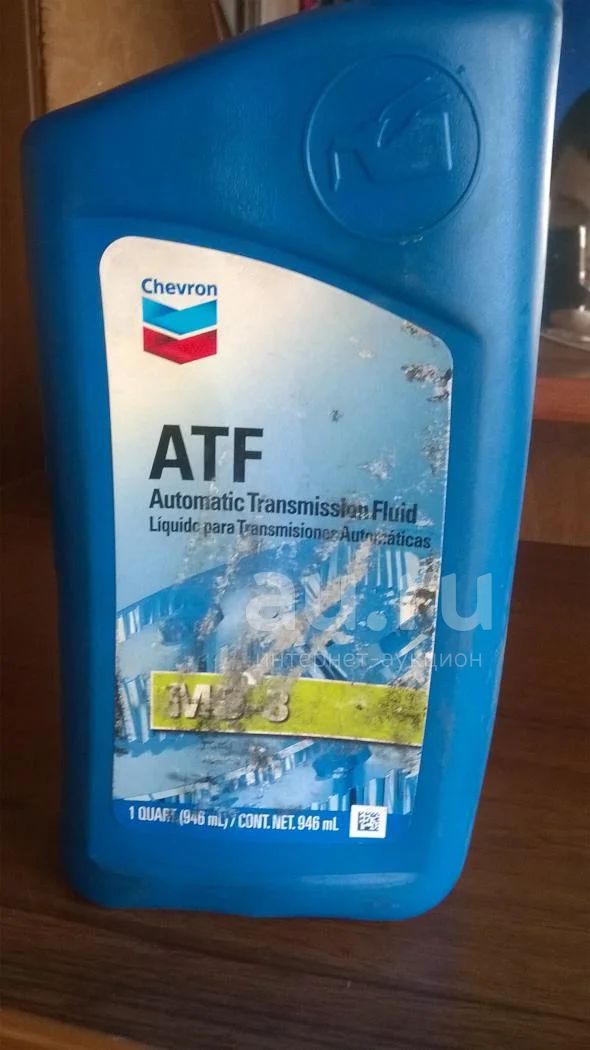 Chevron
ATF
Automatic Transmission Fluid
Líquido para Transmisiones Automáticas
au.ru
интернет-аукцион
MD-3
1 QUART (946 mL) / CONT. NET. 946 mL